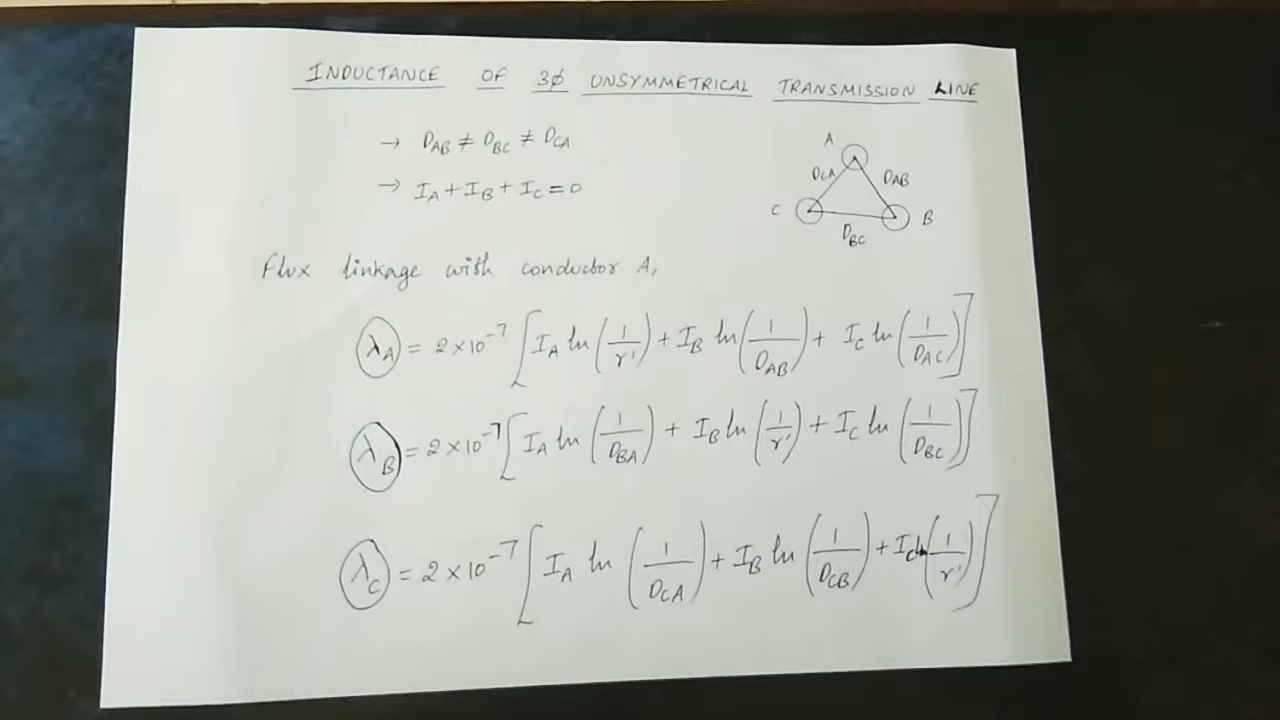 INDUCTANCE OF 3ϕ UNSYMMETRICAL TRANSMISSION LINE
→ D_AB ≠ D_BC ≠ D_CA
→ I_A + I_B + I_C = 0
A
D_CA D_AB
C B
D_BC
Flux linkage with conductor A,
λ_A = 2×10^-7 [I_A ln(1/r') + I_B ln(1/D_AB) + I_C ln(1/D_AC)]
λ_B = 2×10^-7 [I_A ln(1/D_BA) + I_B ln(1/r') + I_C ln(1/D_BC)]
λ_C = 2×10^-7 [I_A ln(1/D_CA) + I_B ln(1/D_CB) + I_C ln(1/r')]